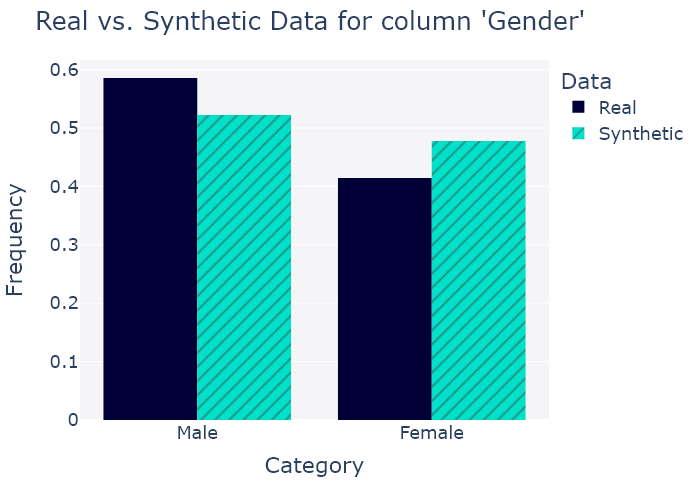 Real vs. Synthetic Data for column 'Gender'
Data
Real
Synthetic
Frequency
0.6
0.5
0.4
0.3
0.2
0.1
0
Male Female
Category